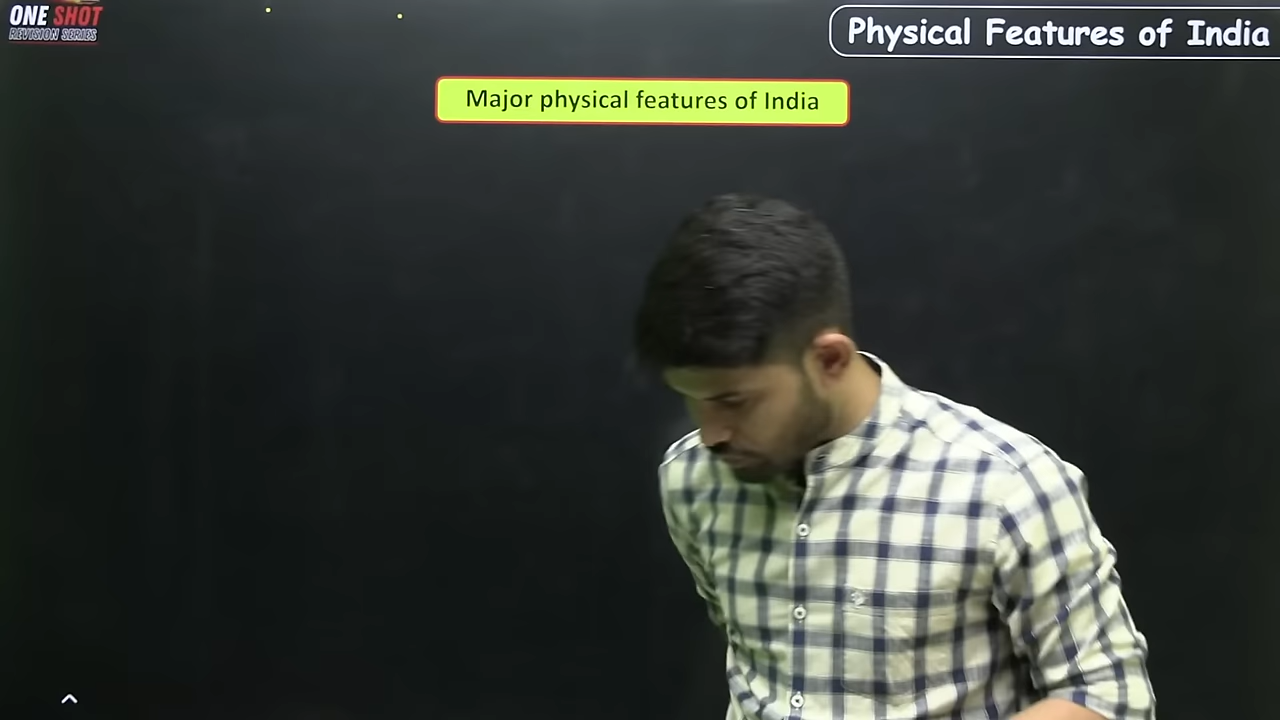 ONE SHOT
REVISION SERIES
Physical Features of India
Major physical features of India